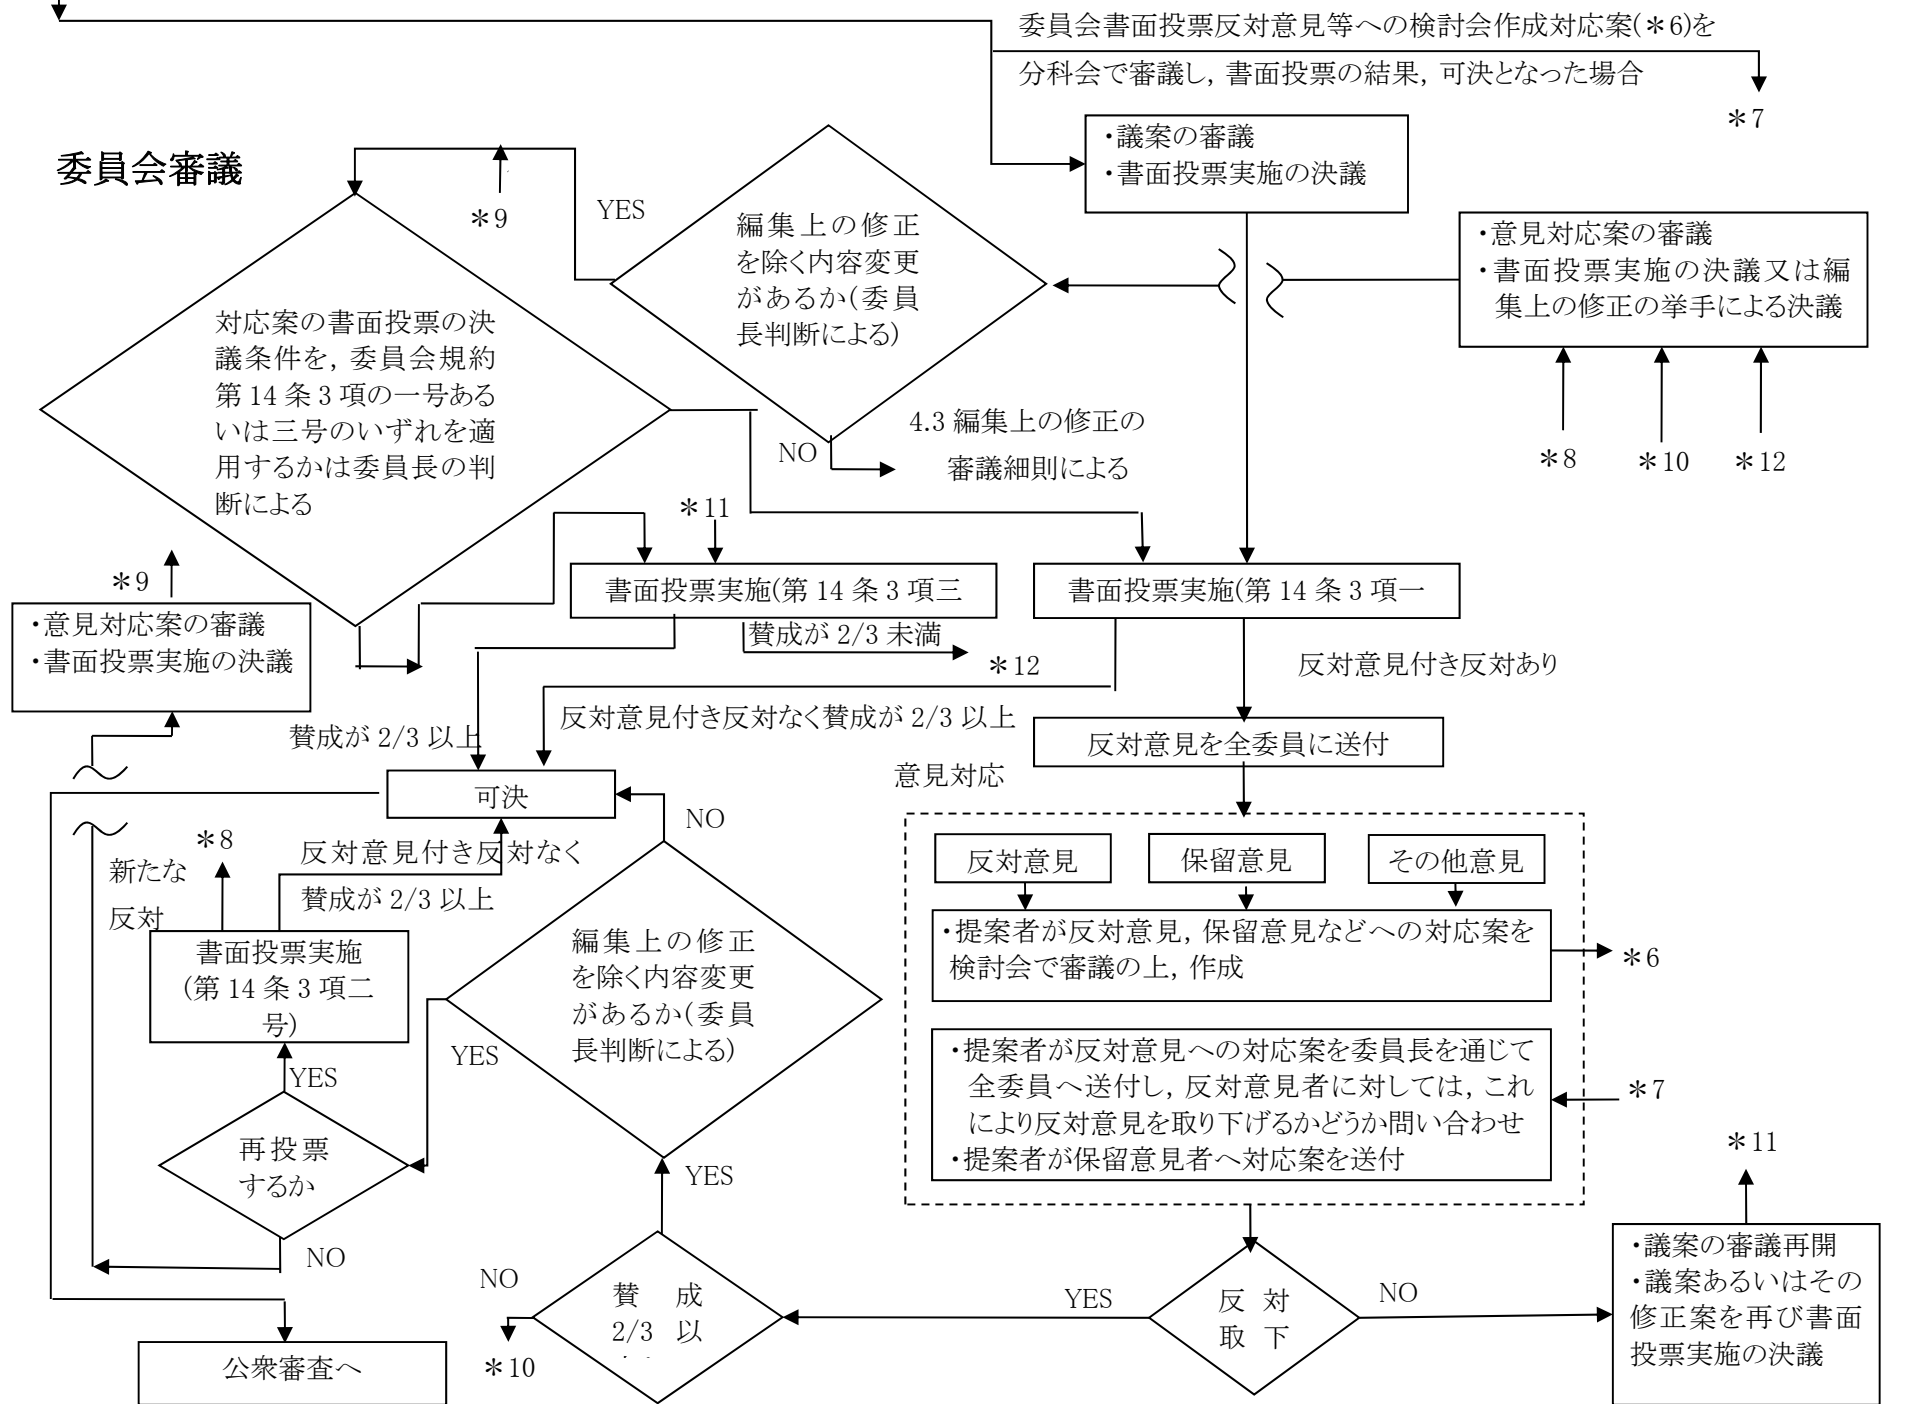 委員会書面投票反対意見等への検討会作成対応案(＊6)を
分科会で審議し，書面投票の結果，可決となった場合
＊7
委員会審議
・議案の審議
・書面投票実施の決議
＊9
YES
編集上の修正
を除く内容変更
があるか(委員
長判断による)
・意見対応案の審議
・書面投票実施の決議又は編
集上の修正の挙手による決議
対応案の書面投票の決
議条件を，委員会規約
第14条3項の一号ある
いは三号のいずれを適
用するかは委員長の判
断による
NO
4.3 編集上の修正の
審議細則による
＊8
＊10
＊12
＊11
＊9
書面投票実施(第14条3項三
書面投票実施(第14条3項一
・意見対応案の審議
・書面投票実施の決議
賛成が2/3未満
＊12
反対意見付き反対あり
賛成が2/3以上
反対意見付き反対なく賛成が2/3以上
反対意見を全委員に送付
意見対応
可決
NO
＊8
新たな
反対
反対意見付き反対なく
賛成が2/3以上
反対意見
保留意見
その他意見
書面投票実施
(第14条3項二
号)
編集上の修正
を除く内容変更
があるか(委員
長判断による)
・提案者が反対意見，保留意見などへの対応案を
検討会で審議の上，作成
＊6
YES
YES
・提案者が反対意見への対応案を委員長を通じて
全委員へ送付し，反対意見者に対しては，これ
により反対意見を取り下げるかどうか問い合わせ
・提案者が保留意見者へ対応案を送付
＊7
再投票
するか
YES
＊11
NO
NO
賛成
2/3以
YES
反対
取下
NO
・議案の審議再開
・議案あるいはその
修正案を再び書面
投票実施の決議
＊10
公衆審査へ